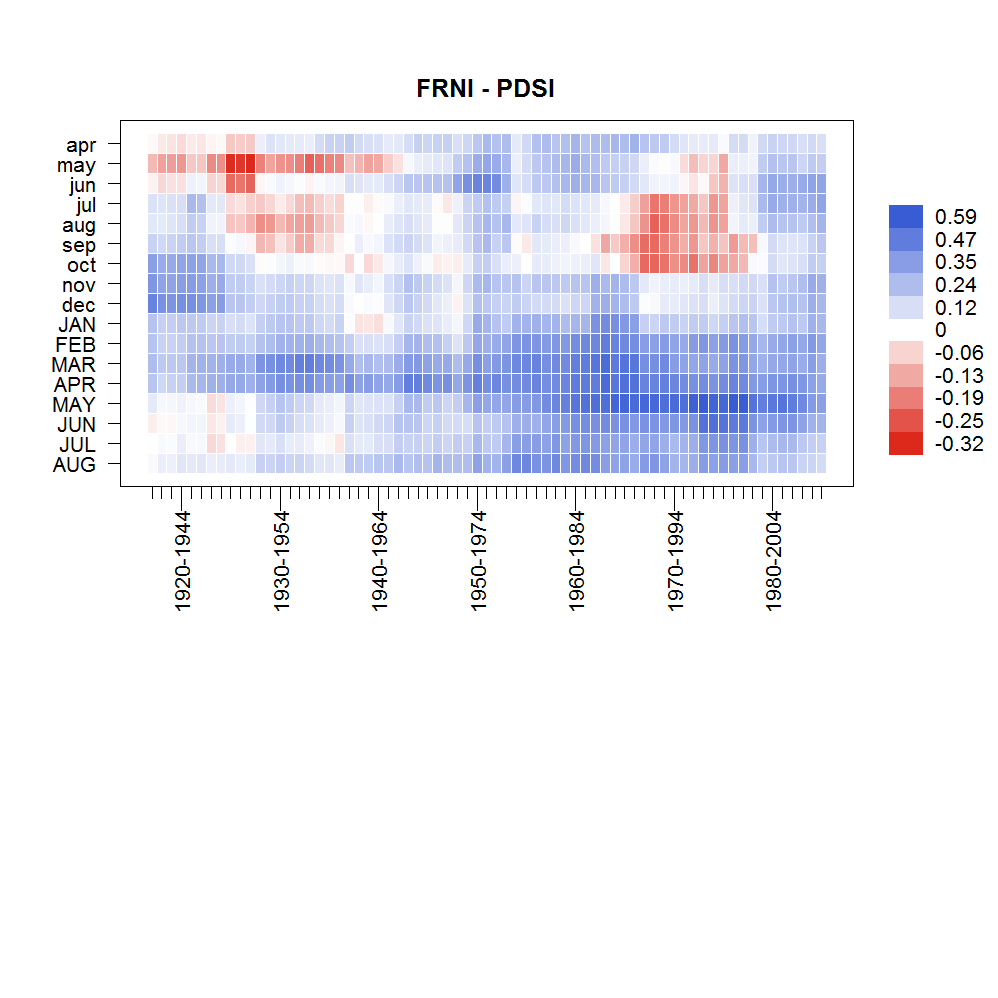 FRNI - PDSI
apr
may
jun
jul
aug
sep
oct
nov
dec
JAN
FEB
MAR
APR
MAY
JUN
JUL
AUG
0.59
0.47
0.35
0.24
0.12
0
-0.06
-0.13
-0.19
-0.25
-0.32
1920-1944
1930-1954
1940-1964
1950-1974
1960-1984
1970-1994
1980-2004